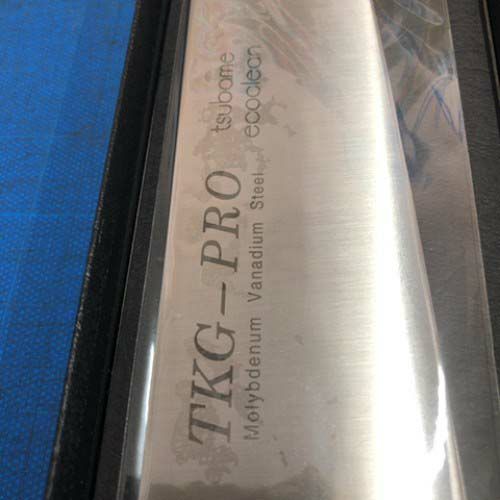 TKG-PRO tsubame
ecoclean
Molybdenum Vanadium Steel